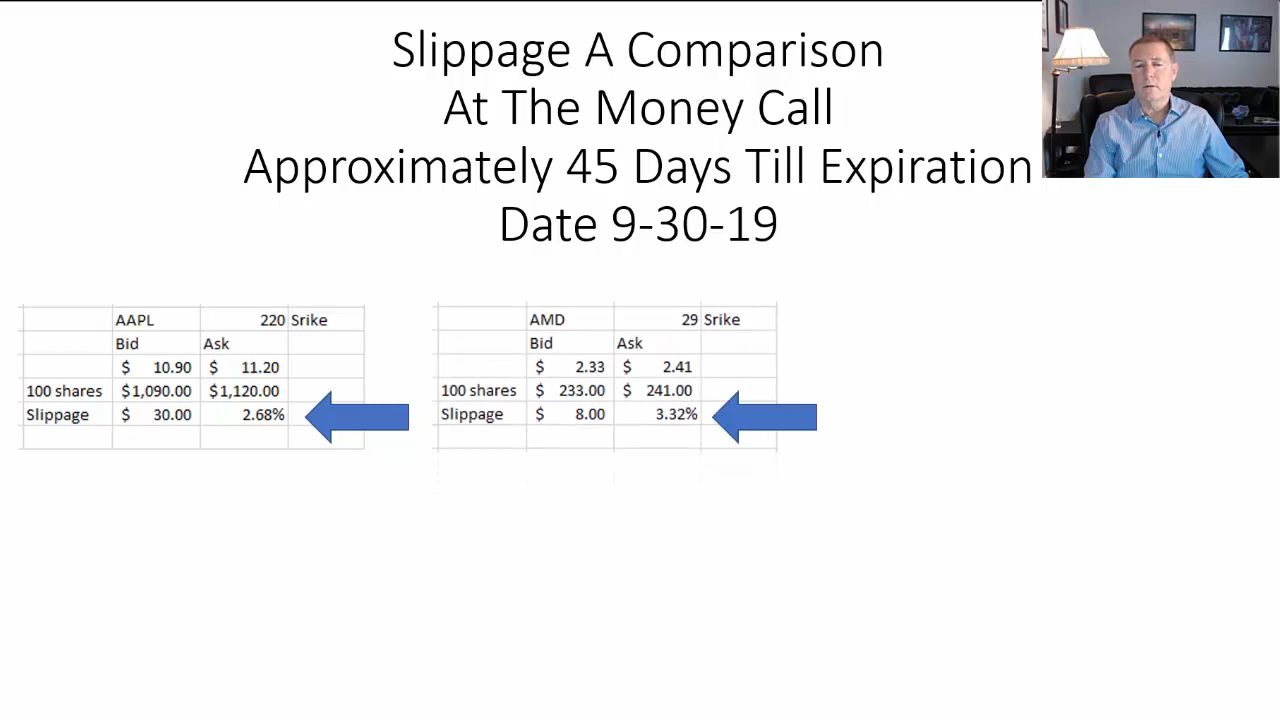 Slippage A Comparison
At The Money Call
Approximately 45 Days Till Expiration
Date 9-30-19
AAPL 220 Srike
Bid Ask
$ 10.90 $ 11.20
100 shares $1,090.00 $1,120.00
Slippage $ 30.00 2.68%
AMD 29 Srike
Bid Ask
$ 2.33 $ 2.41
100 shares $ 233.00 $ 241.00
Slippage $ 8.00 3.32%